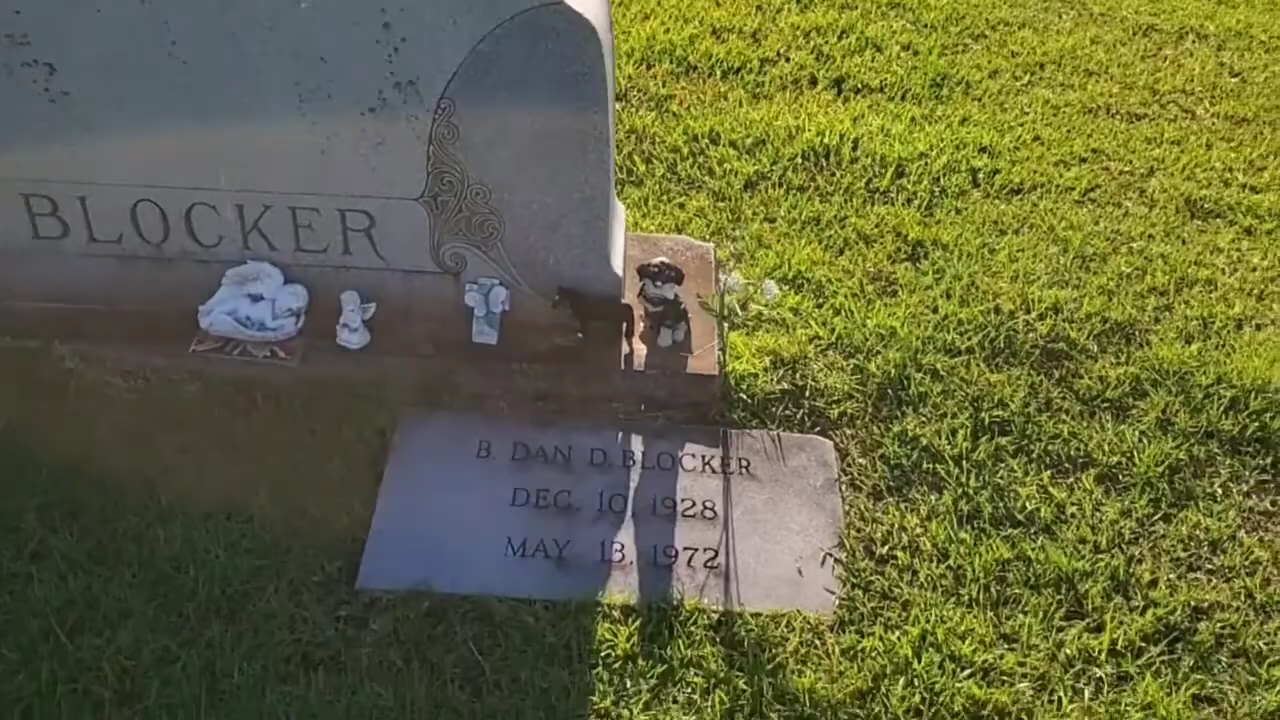 BLOCKER
B. DAN D. BLOCKER
DEC. 10, 1928
MAY 13, 1972